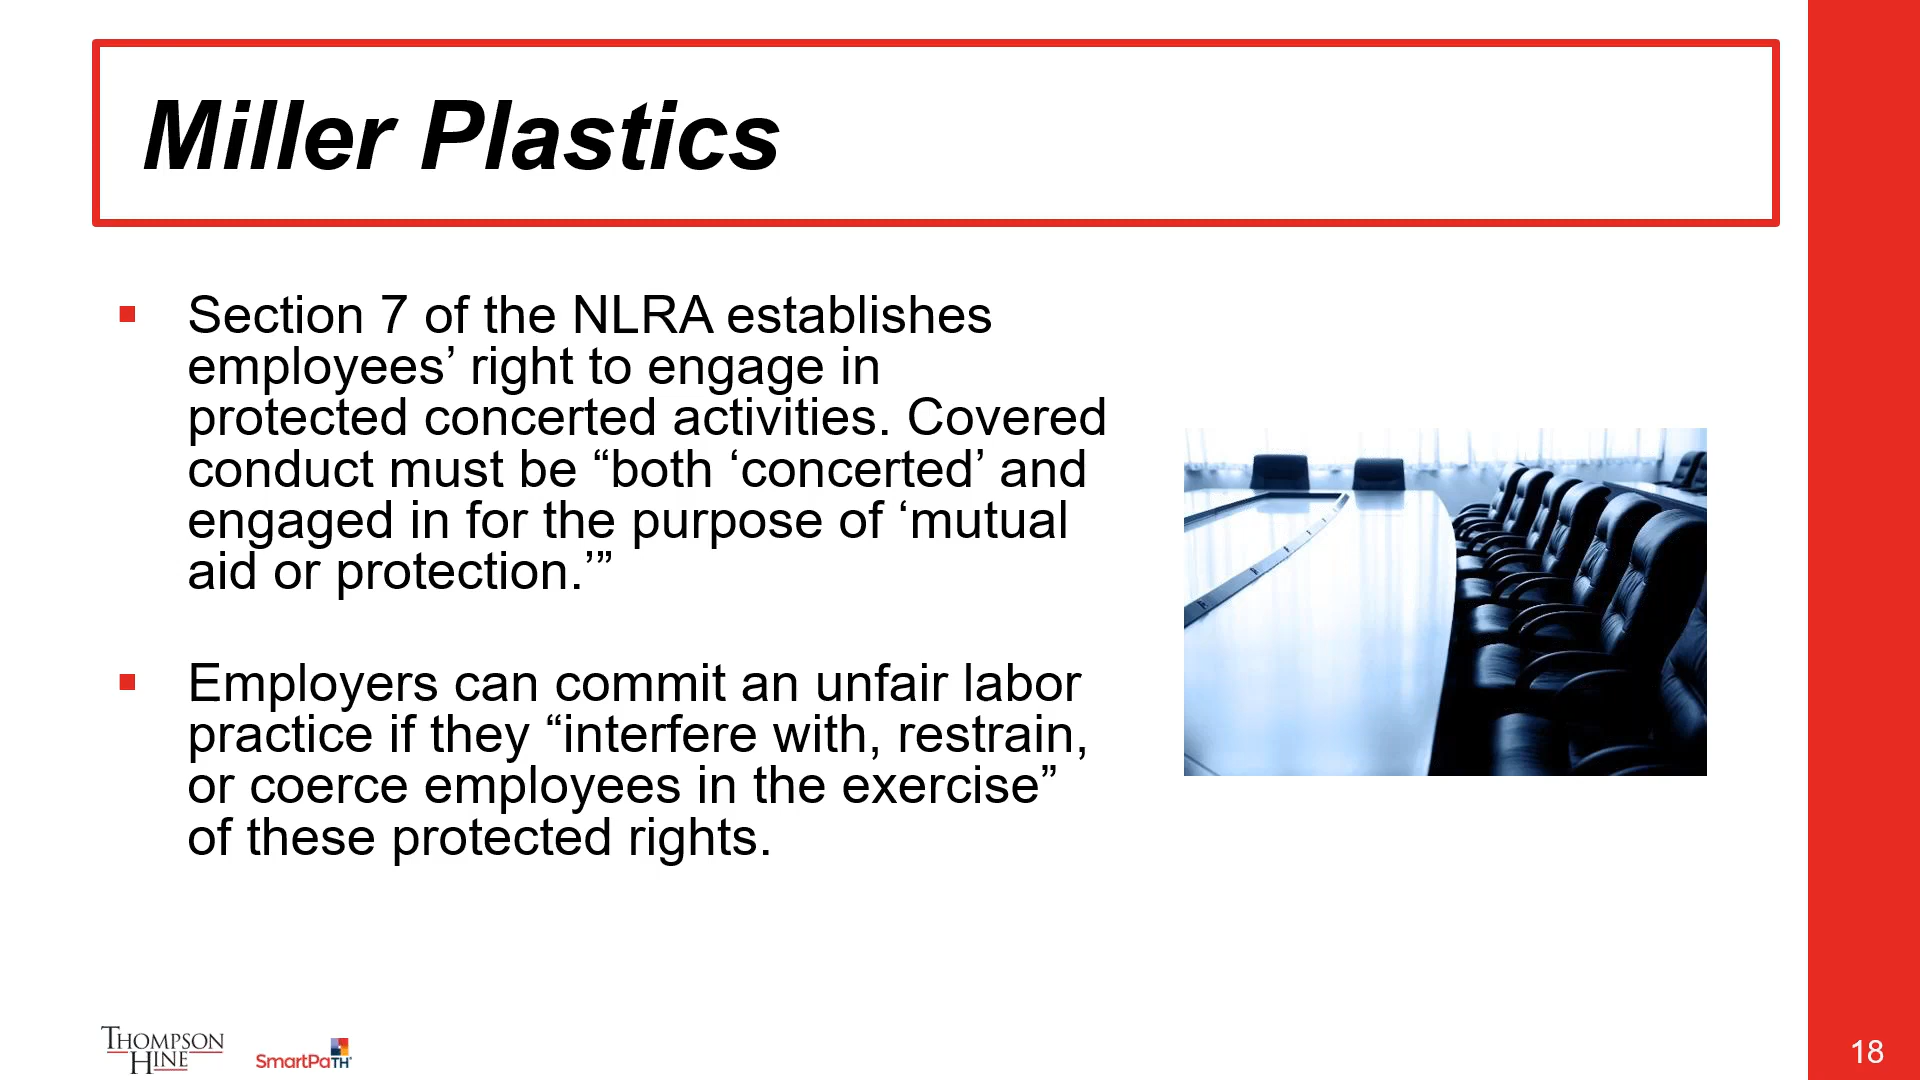 Miller Plastics
Section 7 of the NLRA establishes
employees’ right to engage in
protected concerted activities. Covered
conduct must be “both ‘concerted’ and
engaged in for the purpose of ‘mutual
aid or protection.’”
Employers can commit an unfair labor
practice if they “interfere with, restrain,
or coerce employees in the exercise”
of these protected rights.
THOMPSON
HINE
SmartPaTH
18